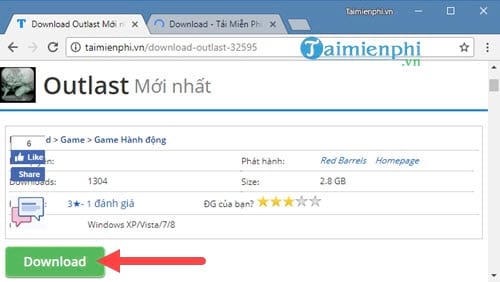 Taimienphi.vn
Download Outlast Mới nh
Download - Tải Miễn Phí
taimienphi.vn/download-outlast-32595
Taimienphi
.vn
Outlast Mới nhất
d > Game > Game Hành động
6
Like
Share
Phát hành: Red Barrels Homepage
Downloads: 1304 Size: 2.8 GB
3★- 1 đánh giá ĐG của bạn?
Windows XP/Vista/7/8
Download